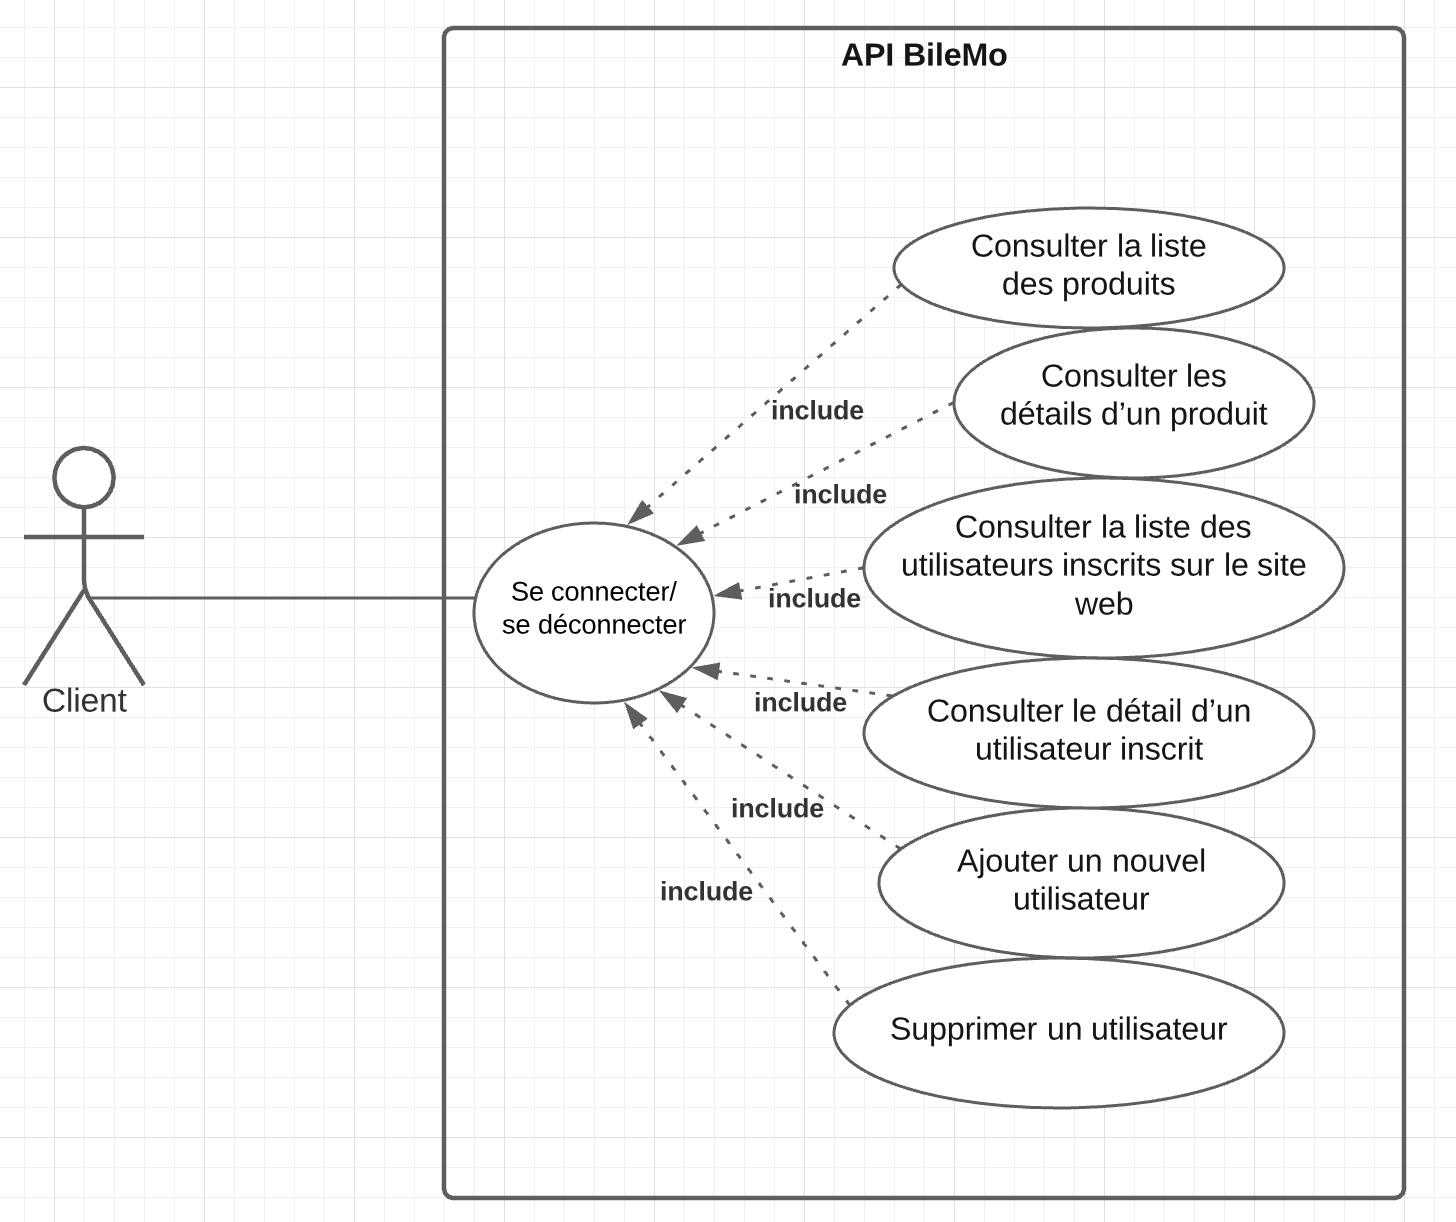 API BileMo
Consulter la liste
des produits
Consulter les
détails d’un produit
include
include
Consulter la liste des
utilisateurs inscrits sur le site
web
include
Se connecter/
se déconnecter
Client
include
Consulter le détail d’un
utilisateur inscrit
include
Ajouter un nouvel
utilisateur
include
Supprimer un utilisateur